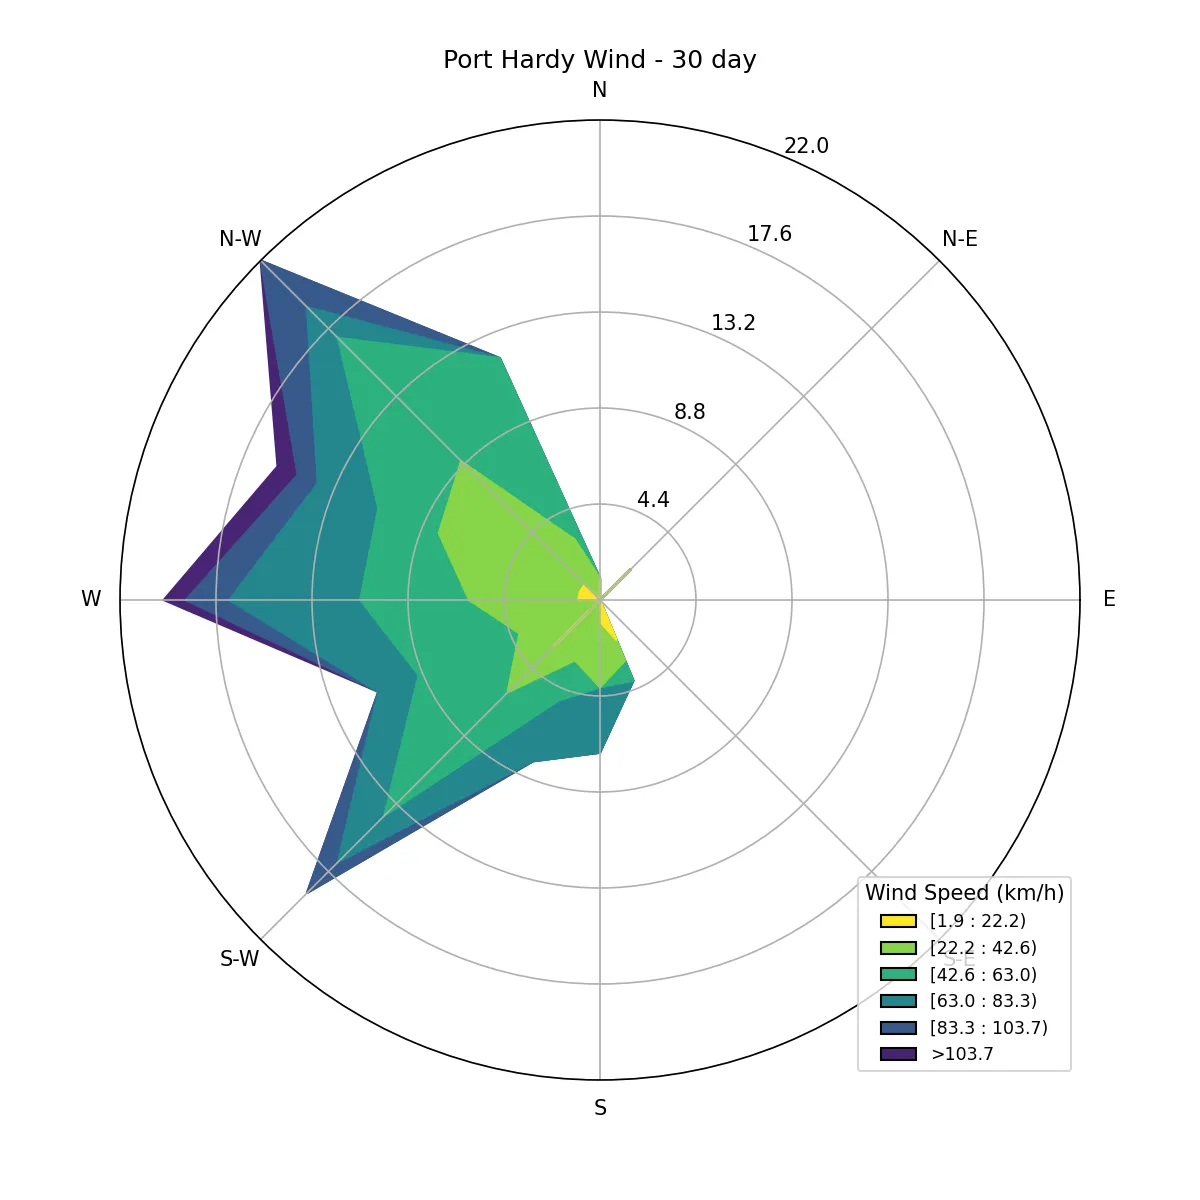 Port Hardy Wind - 30 day
N
22.0
17.6
N-W
N-E
13.2
8.8
4.4
W
E
Wind Speed (km/h)
[1.9 : 22.2)
[22.2 : 42.6)
S-W
S-E
[42.6 : 63.0)
[63.0 : 83.3)
[83.3 : 103.7)
>103.7
S